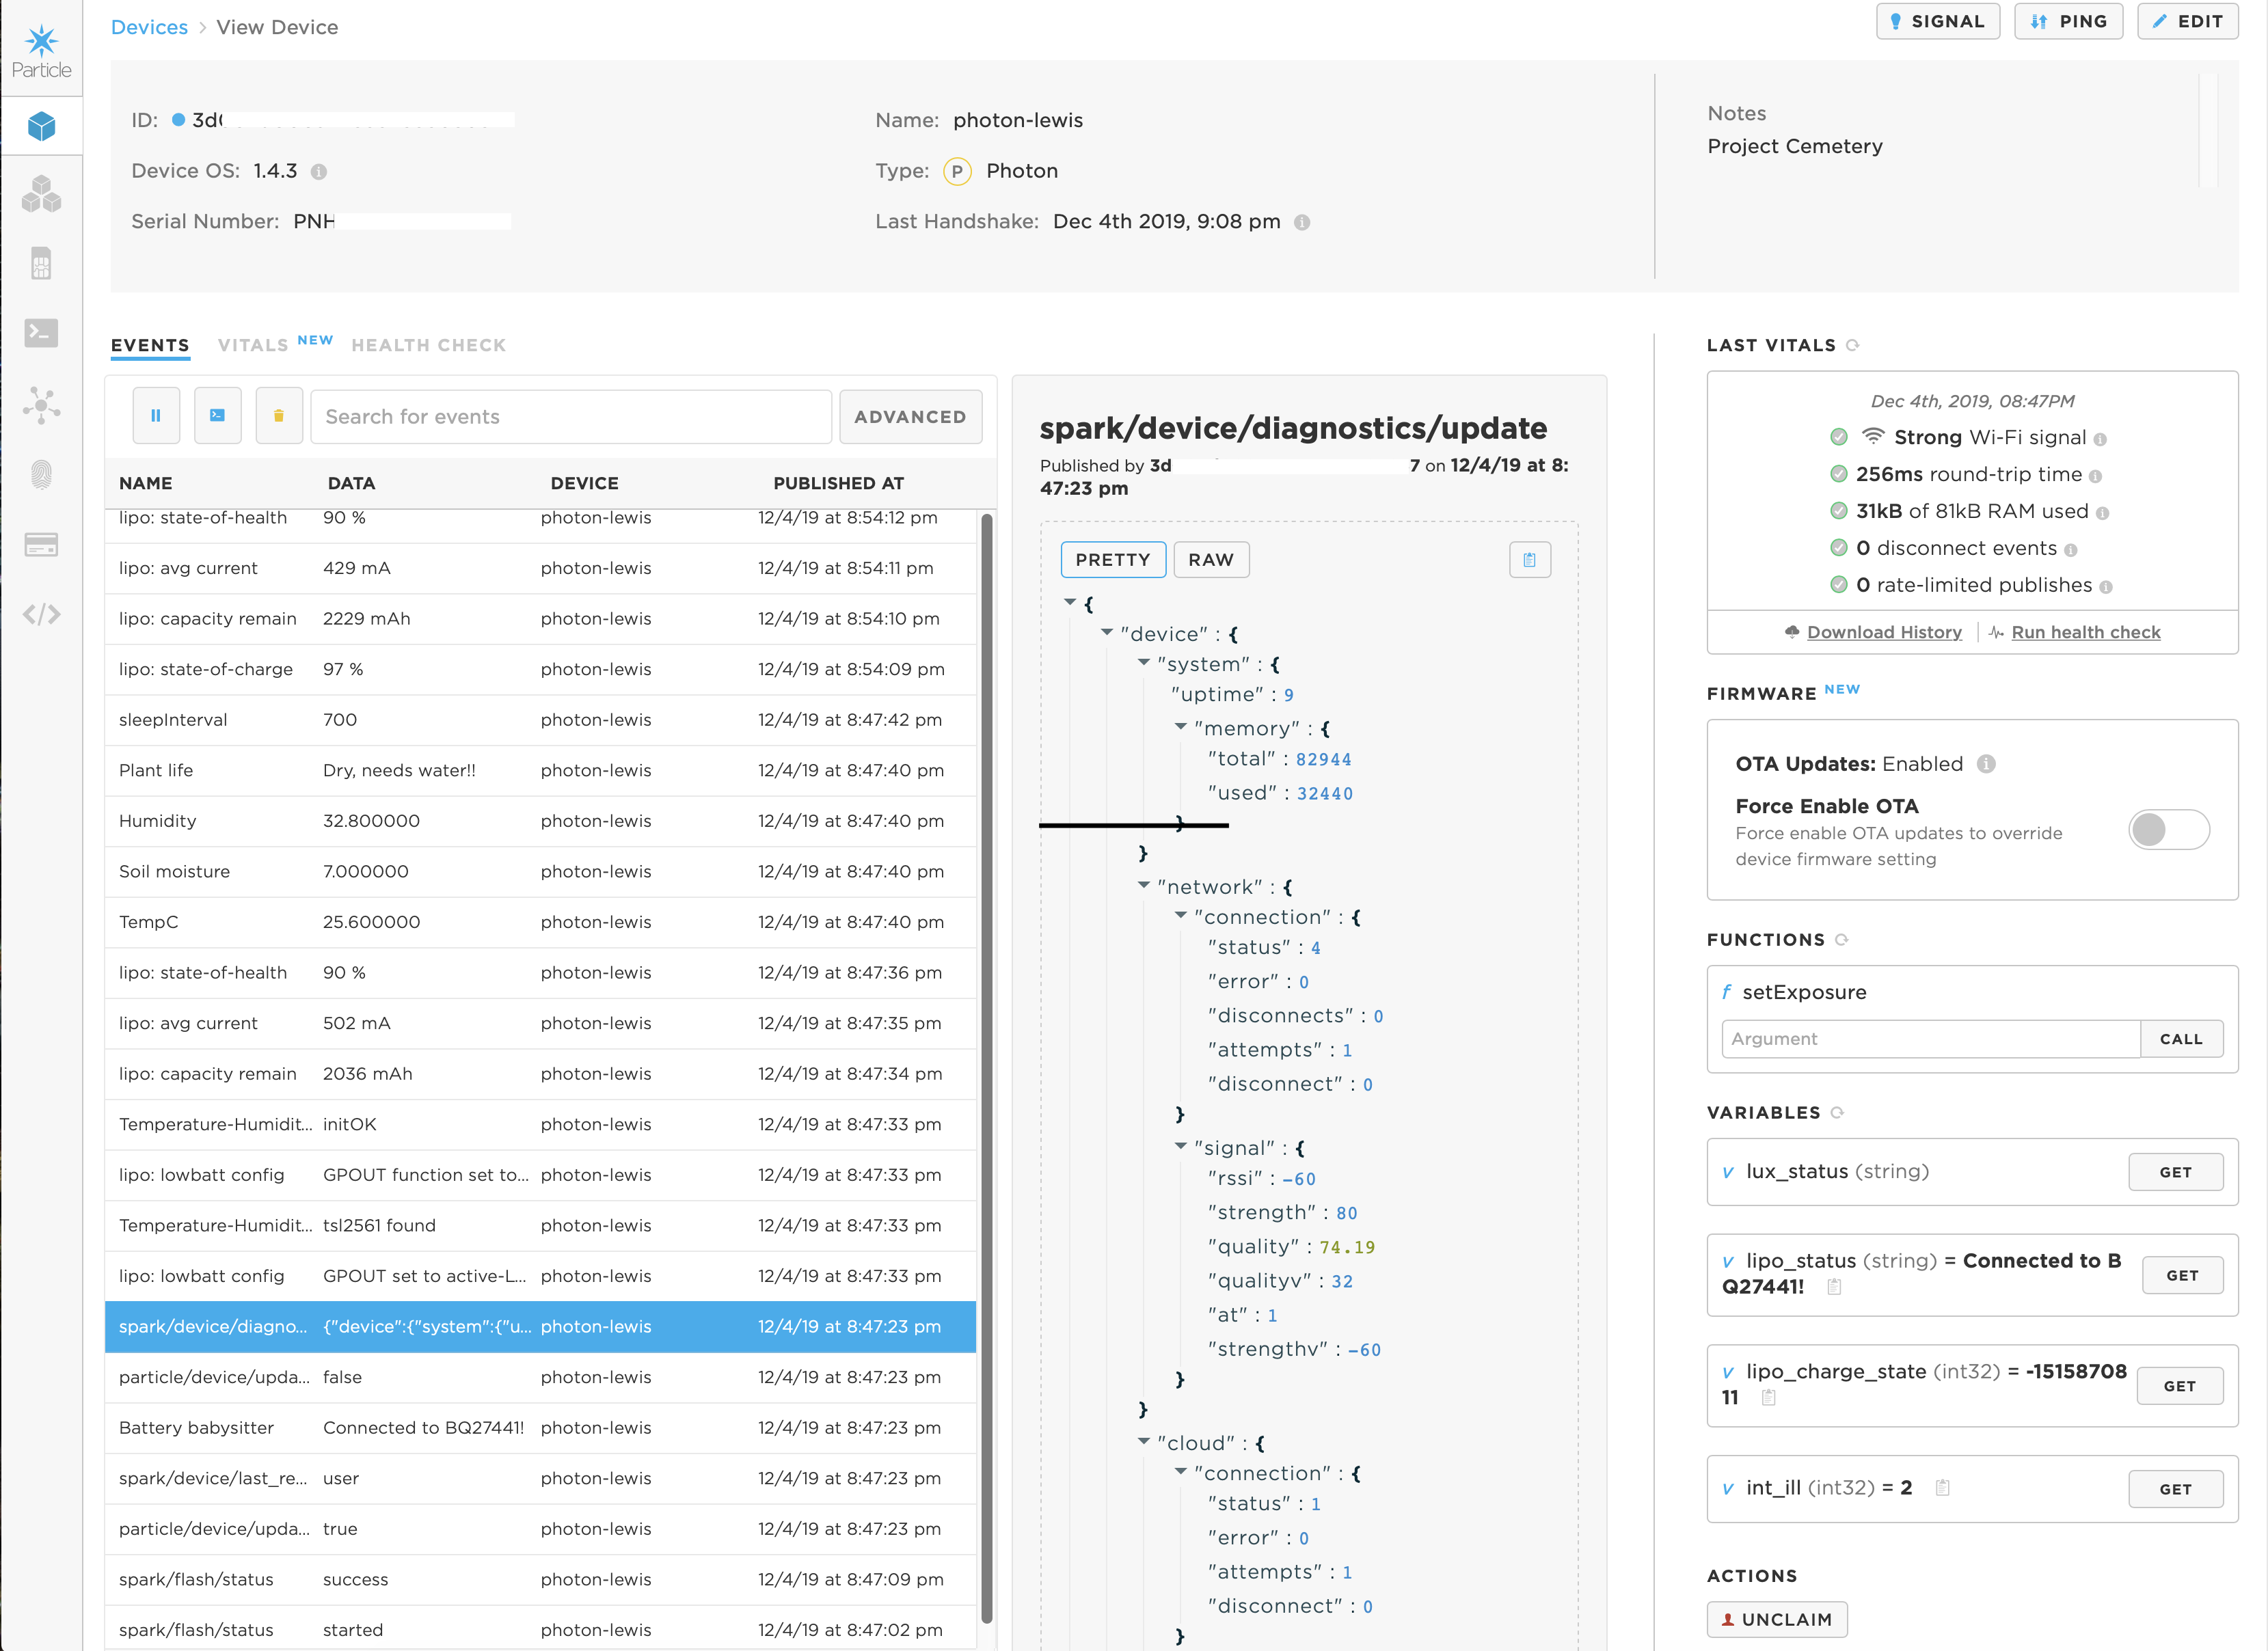 Particle
Devices > View Device
SIGNAL
PING
EDIT
ID: 3d
Device OS: 1.4.3
Serial Number: PNH
Name: photon-lewis
Type: P Photon
Last Handshake: Dec 4th 2019, 9:08 pm
Notes
Project Cemetery
EVENTS
VITALS NEW
HEALTH CHECK
Search for events
ADVANCED
NAME DATA DEVICE PUBLISHED AT
lipo: state-of-health 90 % photon-lewis 12/4/19 at 8:54:12 pm
lipo: avg current 429 mA photon-lewis 12/4/19 at 8:54:11 pm
lipo: capacity remain 2229 mAh photon-lewis 12/4/19 at 8:54:10 pm
lipo: state-of-charge 97 % photon-lewis 12/4/19 at 8:54:09 pm
sleepInterval 700 photon-lewis 12/4/19 at 8:47:42 pm
Plant life Dry, needs water!! photon-lewis 12/4/19 at 8:47:40 pm
Humidity 32.800000 photon-lewis 12/4/19 at 8:47:40 pm
Soil moisture 7.000000 photon-lewis 12/4/19 at 8:47:40 pm
TempC 25.600000 photon-lewis 12/4/19 at 8:47:40 pm
lipo: state-of-health 90 % photon-lewis 12/4/19 at 8:47:36 pm
lipo: avg current 502 mA photon-lewis 12/4/19 at 8:47:35 pm
lipo: capacity remain 2036 mAh photon-lewis 12/4/19 at 8:47:34 pm
Temperature-Humidit... initOK photon-lewis 12/4/19 at 8:47:33 pm
lipo: lowbatt config GPOUT function set to... photon-lewis 12/4/19 at 8:47:33 pm
Temperature-Humidit... tsl2561 found photon-lewis 12/4/19 at 8:47:33 pm
lipo: lowbatt config GPOUT set to active-L... photon-lewis 12/4/19 at 8:47:33 pm
spark/device/diagno... {"device":{"system":{"u... photon-lewis 12/4/19 at 8:47:23 pm
particle/device/upda... false photon-lewis 12/4/19 at 8:47:23 pm
Battery babysitter Connected to BQ27441! photon-lewis 12/4/19 at 8:47:23 pm
spark/device/last_re... user photon-lewis 12/4/19 at 8:47:23 pm
particle/device/upda... true photon-lewis 12/4/19 at 8:47:23 pm
spark/flash/status success photon-lewis 12/4/19 at 8:47:09 pm
spark/flash/status started photon-lewis 12/4/19 at 8:47:02 pm
spark/device/diagnostics/update
Published by 3d 7 on 12/4/19 at 8:
47:23 pm
PRETTY
RAW
{
"device" : {
"system" : {
"uptime" : 9
"memory" : {
"total" : 82944
"used" : 32440
}
}
"network" : {
"connection" : {
"status" : 4
"error" : 0
"disconnects" : 0
"attempts" : 1
"disconnect" : 0
}
"signal" : {
"rssi" : -60
"strength" : 80
"quality" : 74.19
"qualityv" : 32
"at" : 1
"strengthv" : -60
}
}
"cloud" : {
"connection" : {
"status" : 1
"error" : 0
"attempts" : 1
"disconnect" : 0
}
LAST VITALS
Dec 4th, 2019, 08:47PM
Strong Wi-Fi signal
256ms round-trip time
31kB of 81kB RAM used
0 disconnect events
0 rate-limited publishes
Download History
Run health check
FIRMWARE NEW
OTA Updates: Enabled
Force Enable OTA
Force enable OTA updates to override
device firmware setting
FUNCTIONS
f setExposure
Argument
CALL
VARIABLES
v lux_status (string)
GET
v lipo_status (string) = Connected to B
Q27441!
GET
v lipo_charge_state (int32) = -15158708
11
GET
v int_ill (int32) = 2
GET
ACTIONS
UNCLAIM